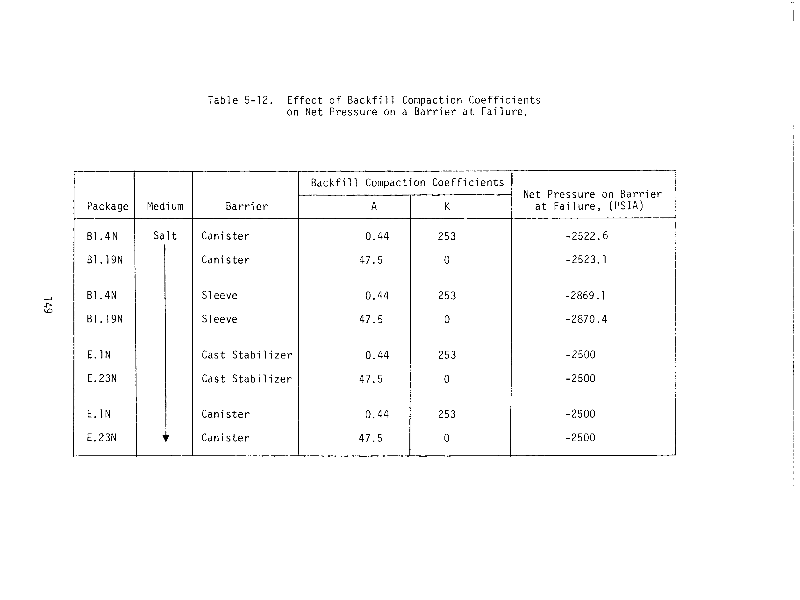 Table 5-12. Effect of Backfill Compaction Coefficients
on Net Pressure on a Barrier at Failure.
Backfill Compaction Coefficients
Net Pressure on Barrier
Package Medium Barrier A K at Failure, (PSIA)
B1.4N Salt Canister 0.44 253 -2522.6
B1.19N Canister 47.5 0 -2523.1
B1.4N Sleeve 0.44 253 -2869.1
B1.19N Sleeve 47.5 0 -2870.4
E.1N Cast Stabilizer 0.44 253 -2500
E.23N Cast Stabilizer 47.5 0 -2500
E.1N Canister 0.44 253 -2500
E.23N Canister 47.5 0 -2500
149